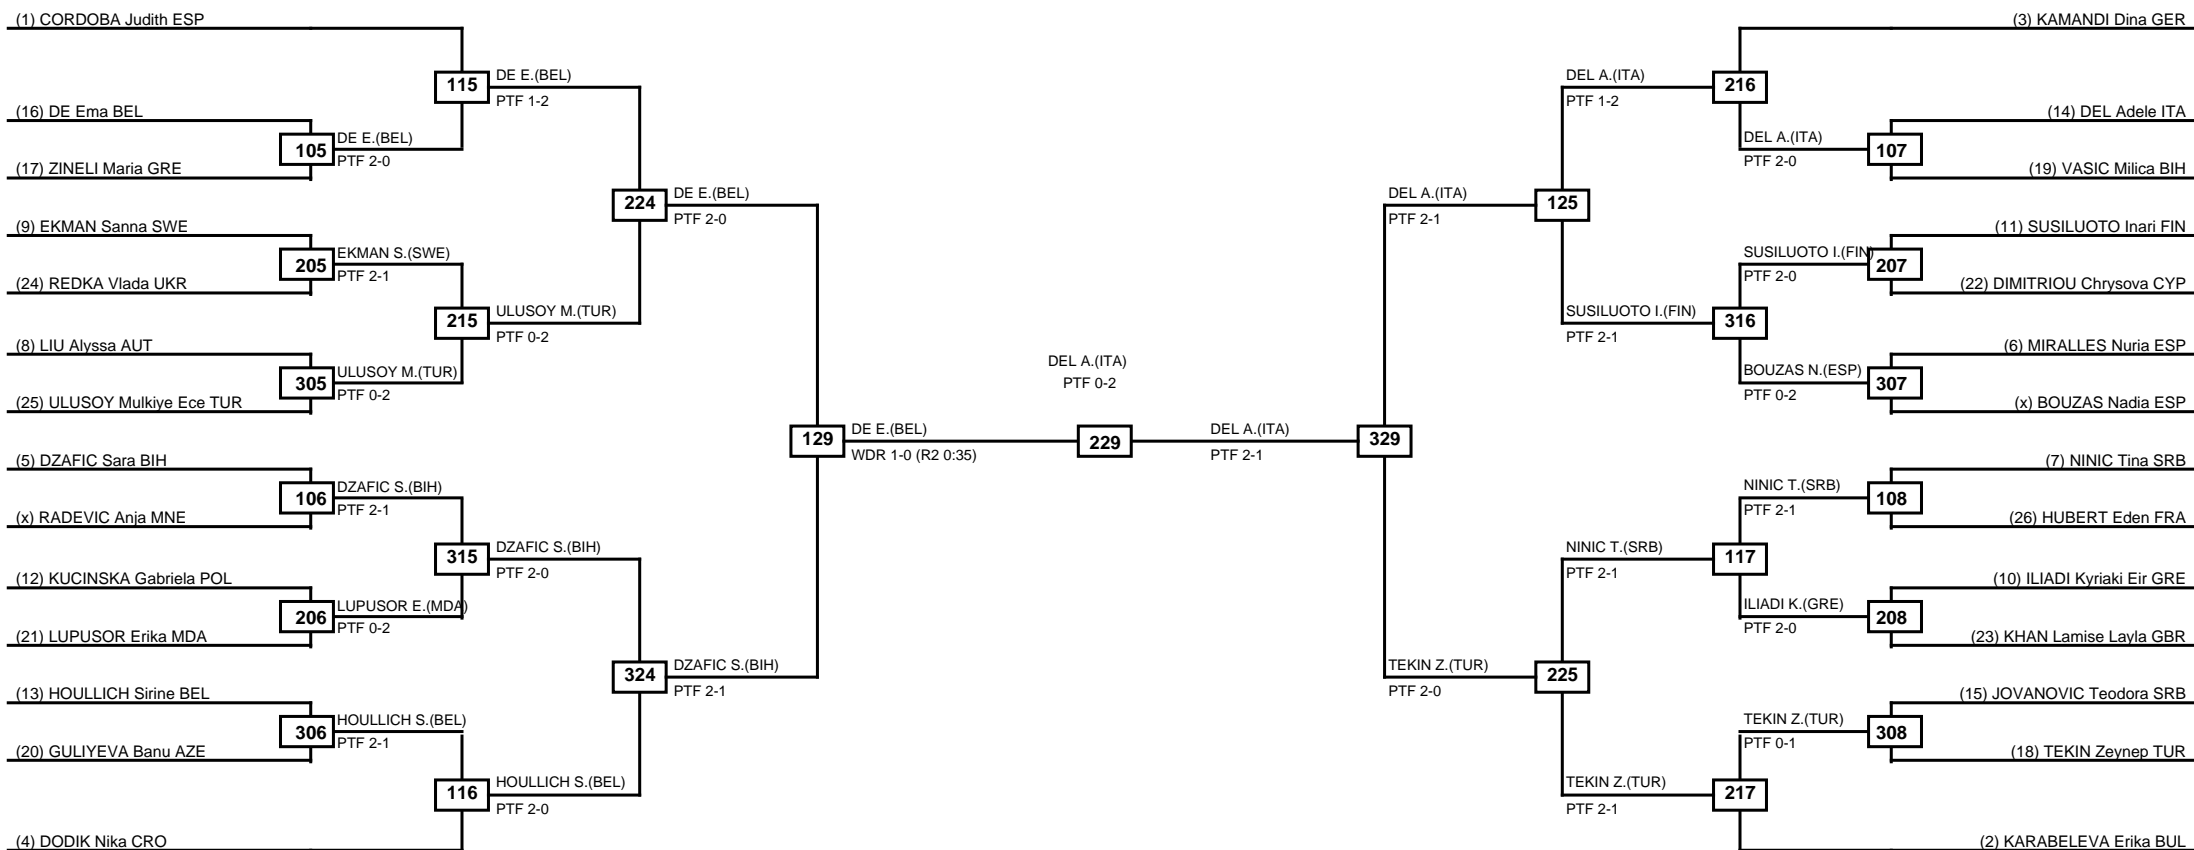 (1) CORDOBA Judith ESP
(3) KAMANDI Dina GER
115
DE E.(BEL)
PTF 1-2
DEL A.(ITA)
PTF 1-2
216
(16) DE Ema BEL
(14) DEL Adele ITA
105
DE E.(BEL)
PTF 2-0
DEL A.(ITA)
PTF 2-0
107
(17) ZINELI Maria GRE
(19) VASIC Milica BIH
224
DE E.(BEL)
PTF 2-0
DEL A.(ITA)
PTF 2-1
125
(9) EKMAN Sanna SWE
(11) SUSILUOTO Inari FIN
205
EKMAN S.(SWE)
PTF 2-1
SUSILUOTO I.(FIN)
PTF 2-0
207
(24) REDKA Vlada UKR
(22) DIMITRIOU Chrysova CYP
215
ULUSOY M.(TUR)
PTF 0-2
SUSILUOTO I.(FIN)
PTF 2-1
316
(8) LIU Alyssa AUT
(6) MIRALLES Nuria ESP
DEL A.(ITA)
PTF 0-2
305
ULUSOY M.(TUR)
PTF 0-2
BOUZAS N.(ESP)
PTF 0-2
307
(25) ULUSOY Mulkiye Ece TUR
(x) BOUZAS Nadia ESP
129
DE E.(BEL)
WDR 1-0 (R2 0:35)
229
DEL A.(ITA)
PTF 2-1
329
(5) DZAFIC Sara BIH
(7) NINIC Tina SRB
106
DZAFIC S.(BIH)
PTF 2-1
NINIC T.(SRB)
PTF 2-1
108
(x) RADEVIC Anja MNE
(26) HUBERT Eden FRA
315
DZAFIC S.(BIH)
PTF 2-0
NINIC T.(SRB)
PTF 2-1
117
(12) KUCINSKA Gabriela POL
(10) ILIADI Kyriaki Eir GRE
206
LUPUSOR E.(MDA)
PTF 0-2
ILIADI K.(GRE)
PTF 2-0
208
(21) LUPUSOR Erika MDA
(23) KHAN Lamise Layla GBR
324
DZAFIC S.(BIH)
PTF 2-1
TEKIN Z.(TUR)
PTF 2-0
225
(13) HOULLICH Sirine BEL
(15) JOVANOVIC Teodora SRB
306
HOULLICH S.(BEL)
PTF 2-1
TEKIN Z.(TUR)
PTF 0-1
308
(20) GULIYEVA Banu AZE
(18) TEKIN Zeynep TUR
116
HOULLICH S.(BEL)
PTF 2-0
TEKIN Z.(TUR)
PTF 2-1
217
(4) DODIK Nika CRO
(2) KARABELEVA Erika BUL